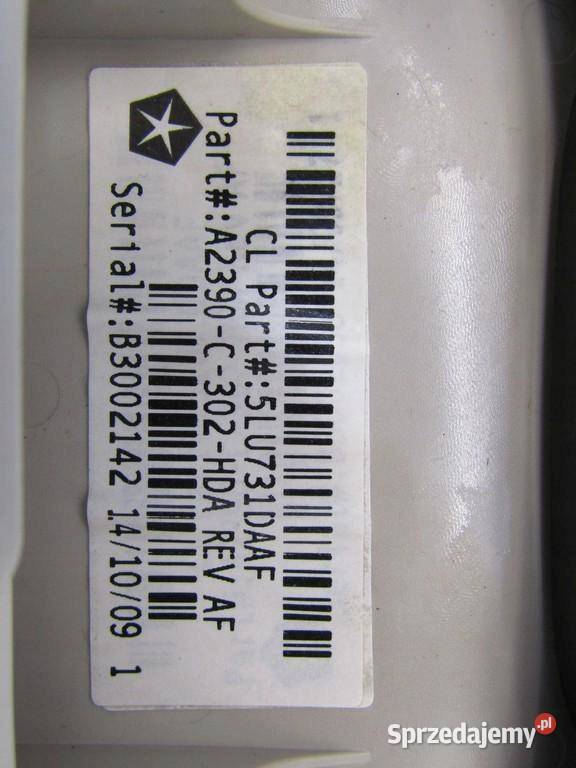 CL Part#:5LU731DAAF
Part#:A2390-C-302-HDA REV AF
Serial#:B3002142 14/10/09 1
Sprzedajemy.pl